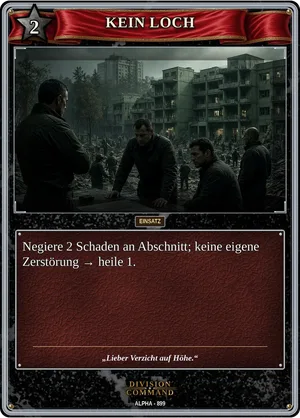 2
KEIN LOCH
EINSATZ
Negiere 2 Schaden an Abschnitt; keine eigene
Zerstörung → heile 1.
„Lieber Verzicht auf Höhe.“
DIVISION
COMMAND
ALPHA - 899